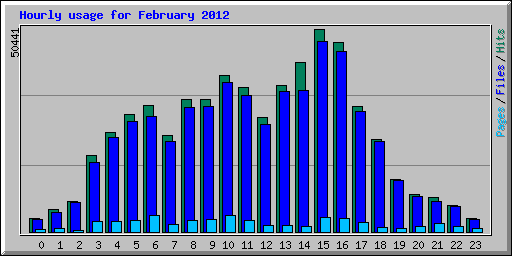 Hourly usage for February 2012
50441
Pages/Files/Hits
0 1 2 3 4 5 6 7 8 9 10 11 12 13 14 15 16 17 18 19 20 21 22 23